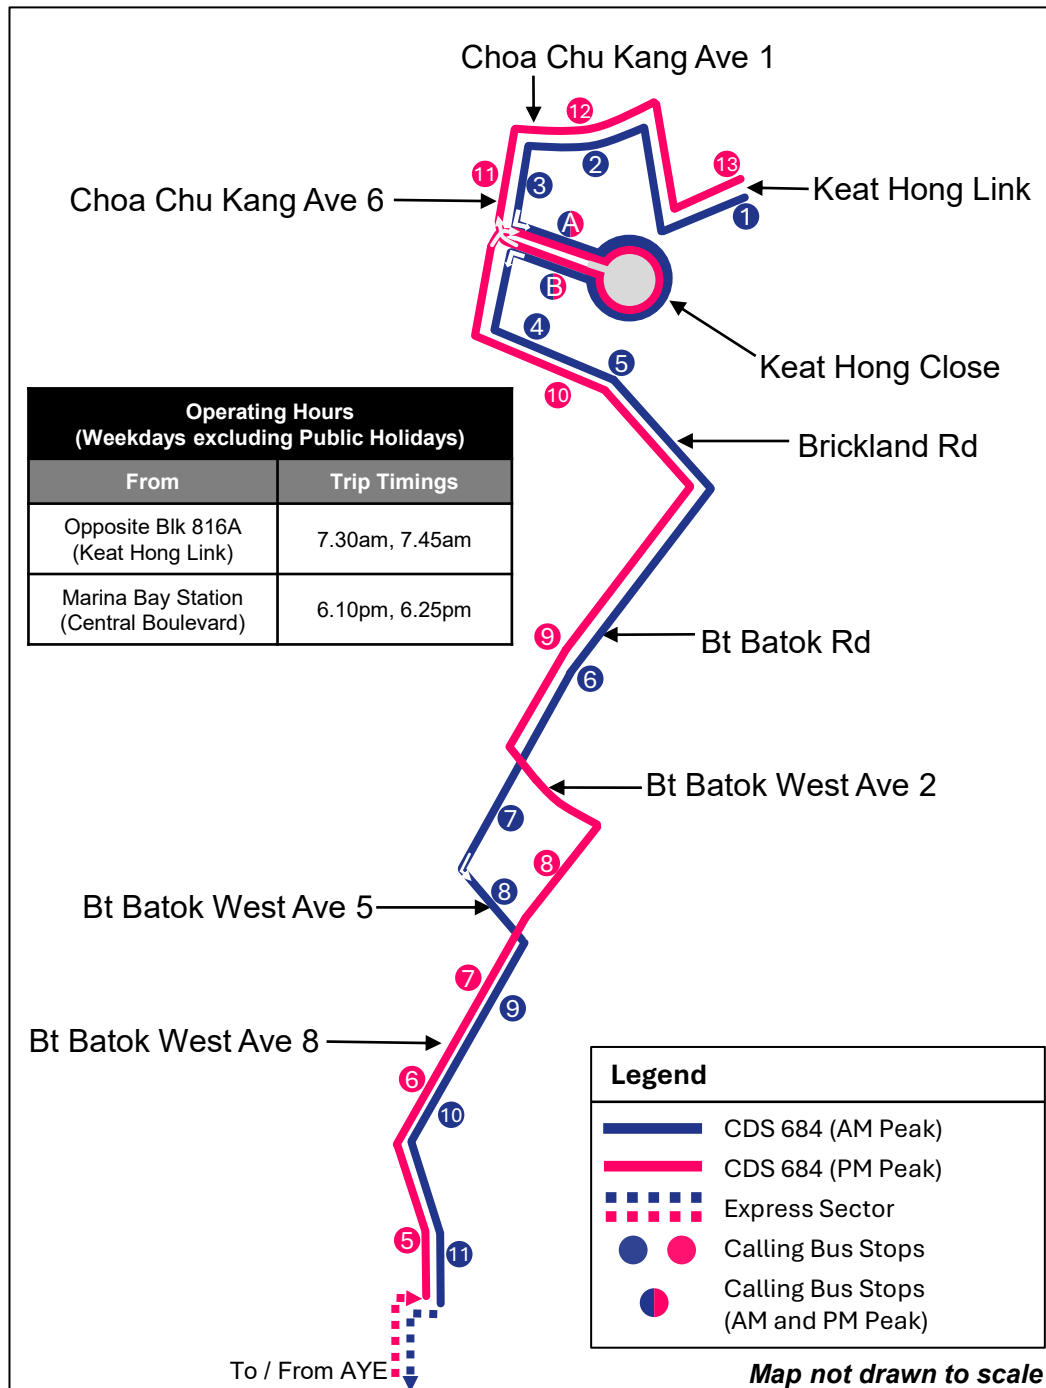 Choa Chu Kang Ave 1
12
11
2
13
3
Choa Chu Kang Ave 6
Keat Hong Link
1
A
B
4
5
Keat Hong Close
10
Operating Hours
(Weekdays excluding Public Holidays)
From
Trip Timings
Opposite Blk 816A
(Keat Hong Link)
7.30am, 7.45am
Marina Bay Station
(Central Boulevard)
6.10pm, 6.25pm
Brickland Rd
9
Bt Batok Rd
6
Bt Batok West Ave 2
7
8
8
Bt Batok West Ave 5
7
9
Bt Batok West Ave 8
6
10
5
11
To / From AYE
Legend
CDS 684 (AM Peak)
CDS 684 (PM Peak)
Express Sector
Calling Bus Stops
Calling Bus Stops
(AM and PM Peak)
Map not drawn to scale